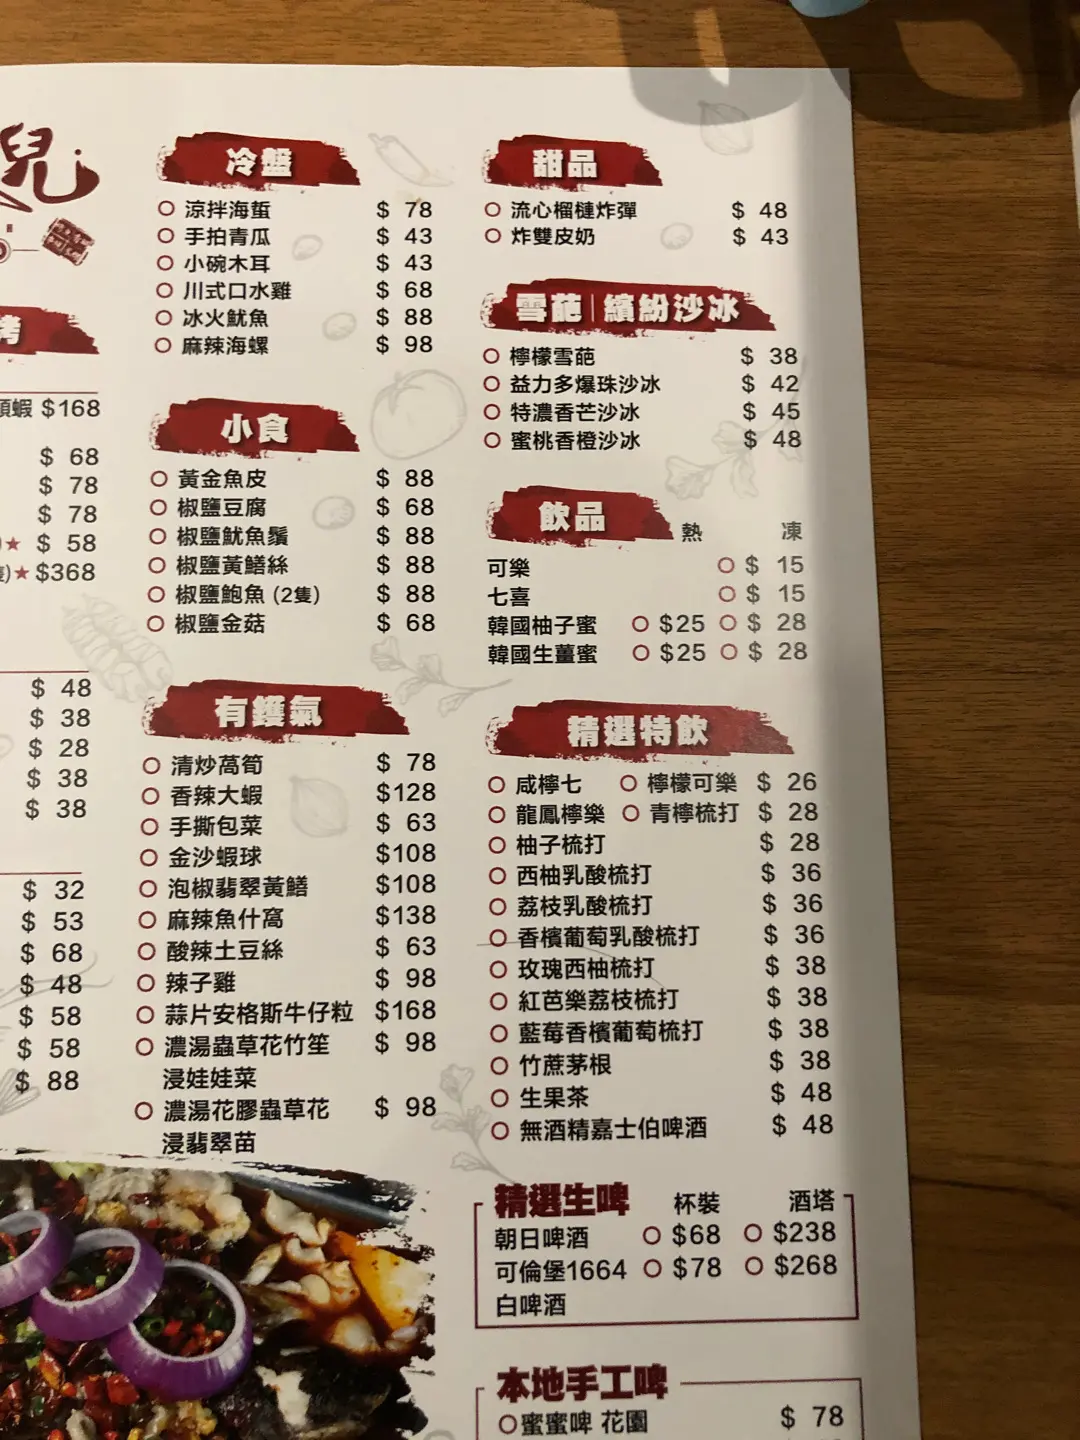 兒
烤
頭蝦 $168
$ 68
$ 78
$ 78
★ $ 58
)★ $368
$ 48
$ 38
$ 28
$ 38
$ 38
$ 32
$ 53
$ 68
$ 48
$ 58
$ 58
$ 88
冷盤
涼拌海蜇 $ 78
手拍青瓜 $ 43
小碗木耳 $ 43
川式口水雞 $ 68
冰火魷魚 $ 88
麻辣海螺 $ 98
小食
黃金魚皮 $ 88
椒鹽豆腐 $ 68
椒鹽魷魚鬚 $ 88
椒鹽黃鱔絲 $ 88
椒鹽鮑魚 (2隻) $ 88
椒鹽金菇 $ 68
有鑊氣
清炒萵筍 $ 78
香辣大蝦 $128
手撕包菜 $ 63
金沙蝦球 $108
泡椒翡翠黃鱔 $108
麻辣魚什窩 $138
酸辣土豆絲 $ 63
辣子雞 $ 98
蒜片安格斯牛仔粒 $168
濃湯蟲草花竹笙 $ 98
浸娃娃菜
濃湯花膠蟲草花 $ 98
浸翡翠苗
甜品
流心榴槤炸彈 $ 48
炸雙皮奶 $ 43
雪葩|繽紛沙冰
檸檬雪葩 $ 38
益力多爆珠沙冰 $ 42
特濃香芒沙冰 $ 45
蜜桃香橙沙冰 $ 48
飲品 熱 凍
可樂 $ 15
七喜 $ 15
韓國柚子蜜 $25 $ 28
韓國生薑蜜 $25 $ 28
精選特飲
咸檸七 檸檬可樂 $ 26
龍鳳檸樂 青檸梳打 $ 28
柚子梳打 $ 28
西柚乳酸梳打 $ 36
荔枝乳酸梳打 $ 36
香檳葡萄乳酸梳打 $ 36
玫瑰西柚梳打 $ 38
紅芭樂荔枝梳打 $ 38
藍莓香檳葡萄梳打 $ 38
竹蔗茅根 $ 38
生果茶 $ 48
無酒精嘉士伯啤酒 $ 48
精選生啤 杯裝 酒塔
朝日啤酒 $68 $238
可倫堡1664 $78 $268
白啤酒
本地手工啤
蜜蜜啤 花園 $ 78